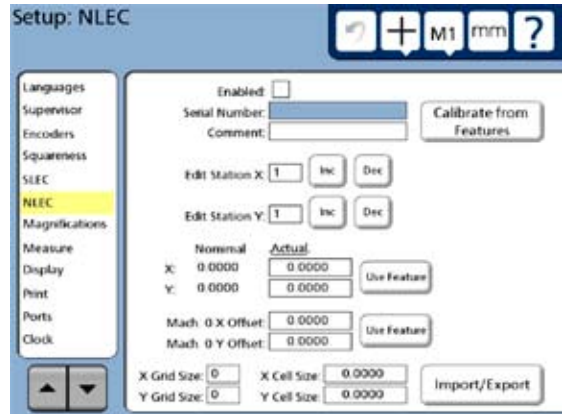 Setup: NLEC
M1 mm ?
Languages
Supervisor
Encoders
Squareness
SLEC
NLEC
Magnifications
Measure
Display
Print
Ports
Clock
Enabled:
Serial Number:
Comment:
Calibrate from
Features
Edit Station X: 1 Inc Dec
Edit Station Y: 1 Inc Dec
Nominal Actual
X: 0.0000 0.0000
Y: 0.0000 0.0000
Use Feature
Mach 0 X Offset: 0.0000
Mach 0 Y Offset: 0.0000
Use Feature
X Grid Size: 0 X Cell Size: 0.0000
Y Grid Size: 0 Y Cell Size: 0.0000
Import/Export